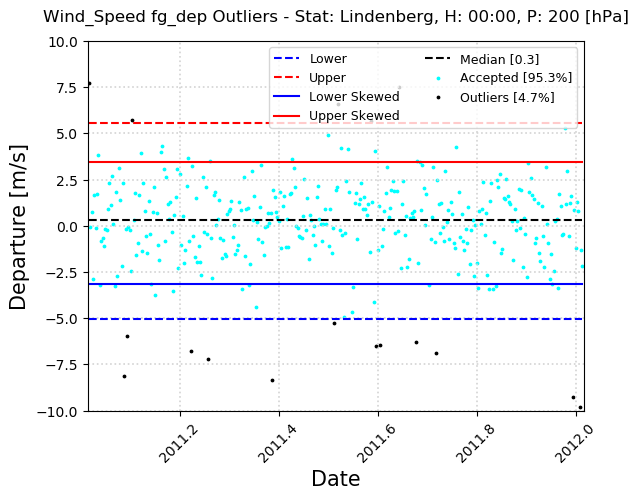 Wind_Speed fg_dep Outliers - Stat: Lindenberg, H: 00:00, P: 200 [hPa]
Lower
Upper
Lower Skewed
Upper Skewed
Median [0.3]
Accepted [95.3%]
Outliers [4.7%]
Departure [m/s]
10.0
7.5
5.0
2.5
0.0
−2.5
−5.0
−7.5
−10.0
2011.2
2011.4
2011.6
2011.8
2012.0
Date